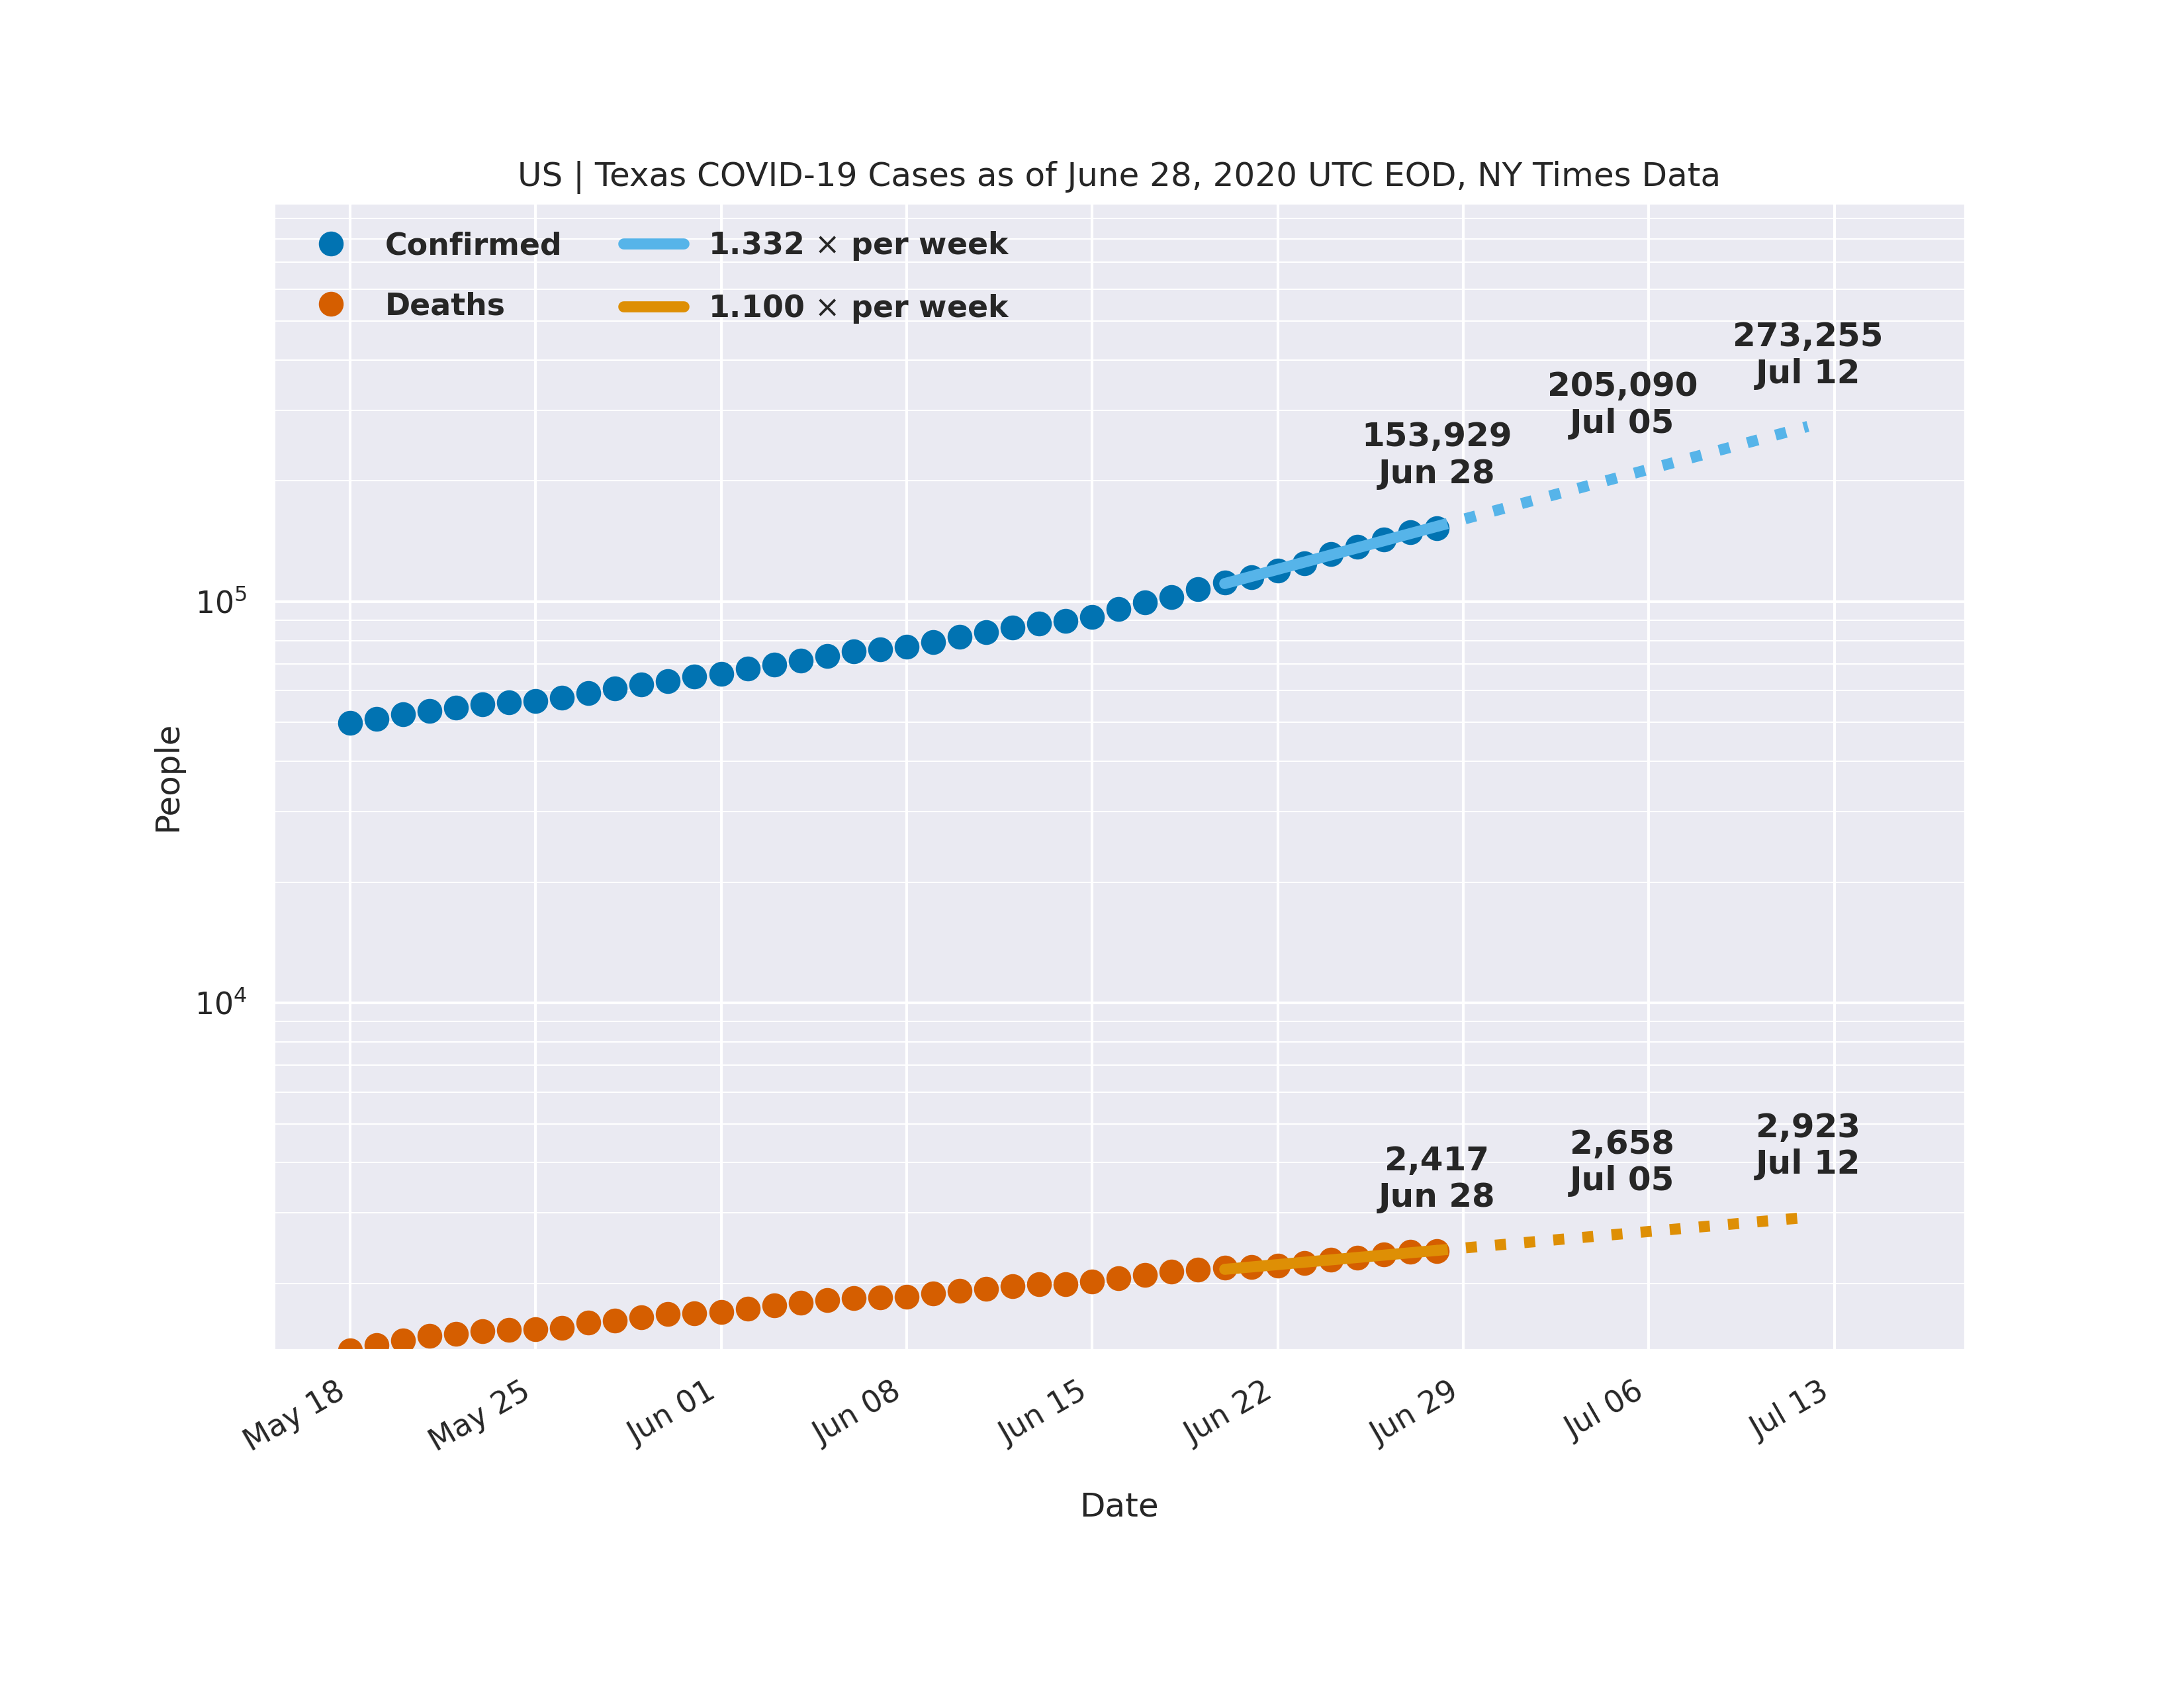 US | Texas COVID-19 Cases as of June 28, 2020 UTC EOD, NY Times Data
Confirmed
1.332 × per week
Deaths
1.100 × per week
273,255
Jul 12
205,090
Jul 05
153,929
Jun 28
10⁵
People
10⁴
2,923
Jul 12
2,658
Jul 05
2,417
Jun 28
May 18
May 25
Jun 01
Jun 08
Jun 15
Jun 22
Jun 29
Jul 06
Jul 13
Date